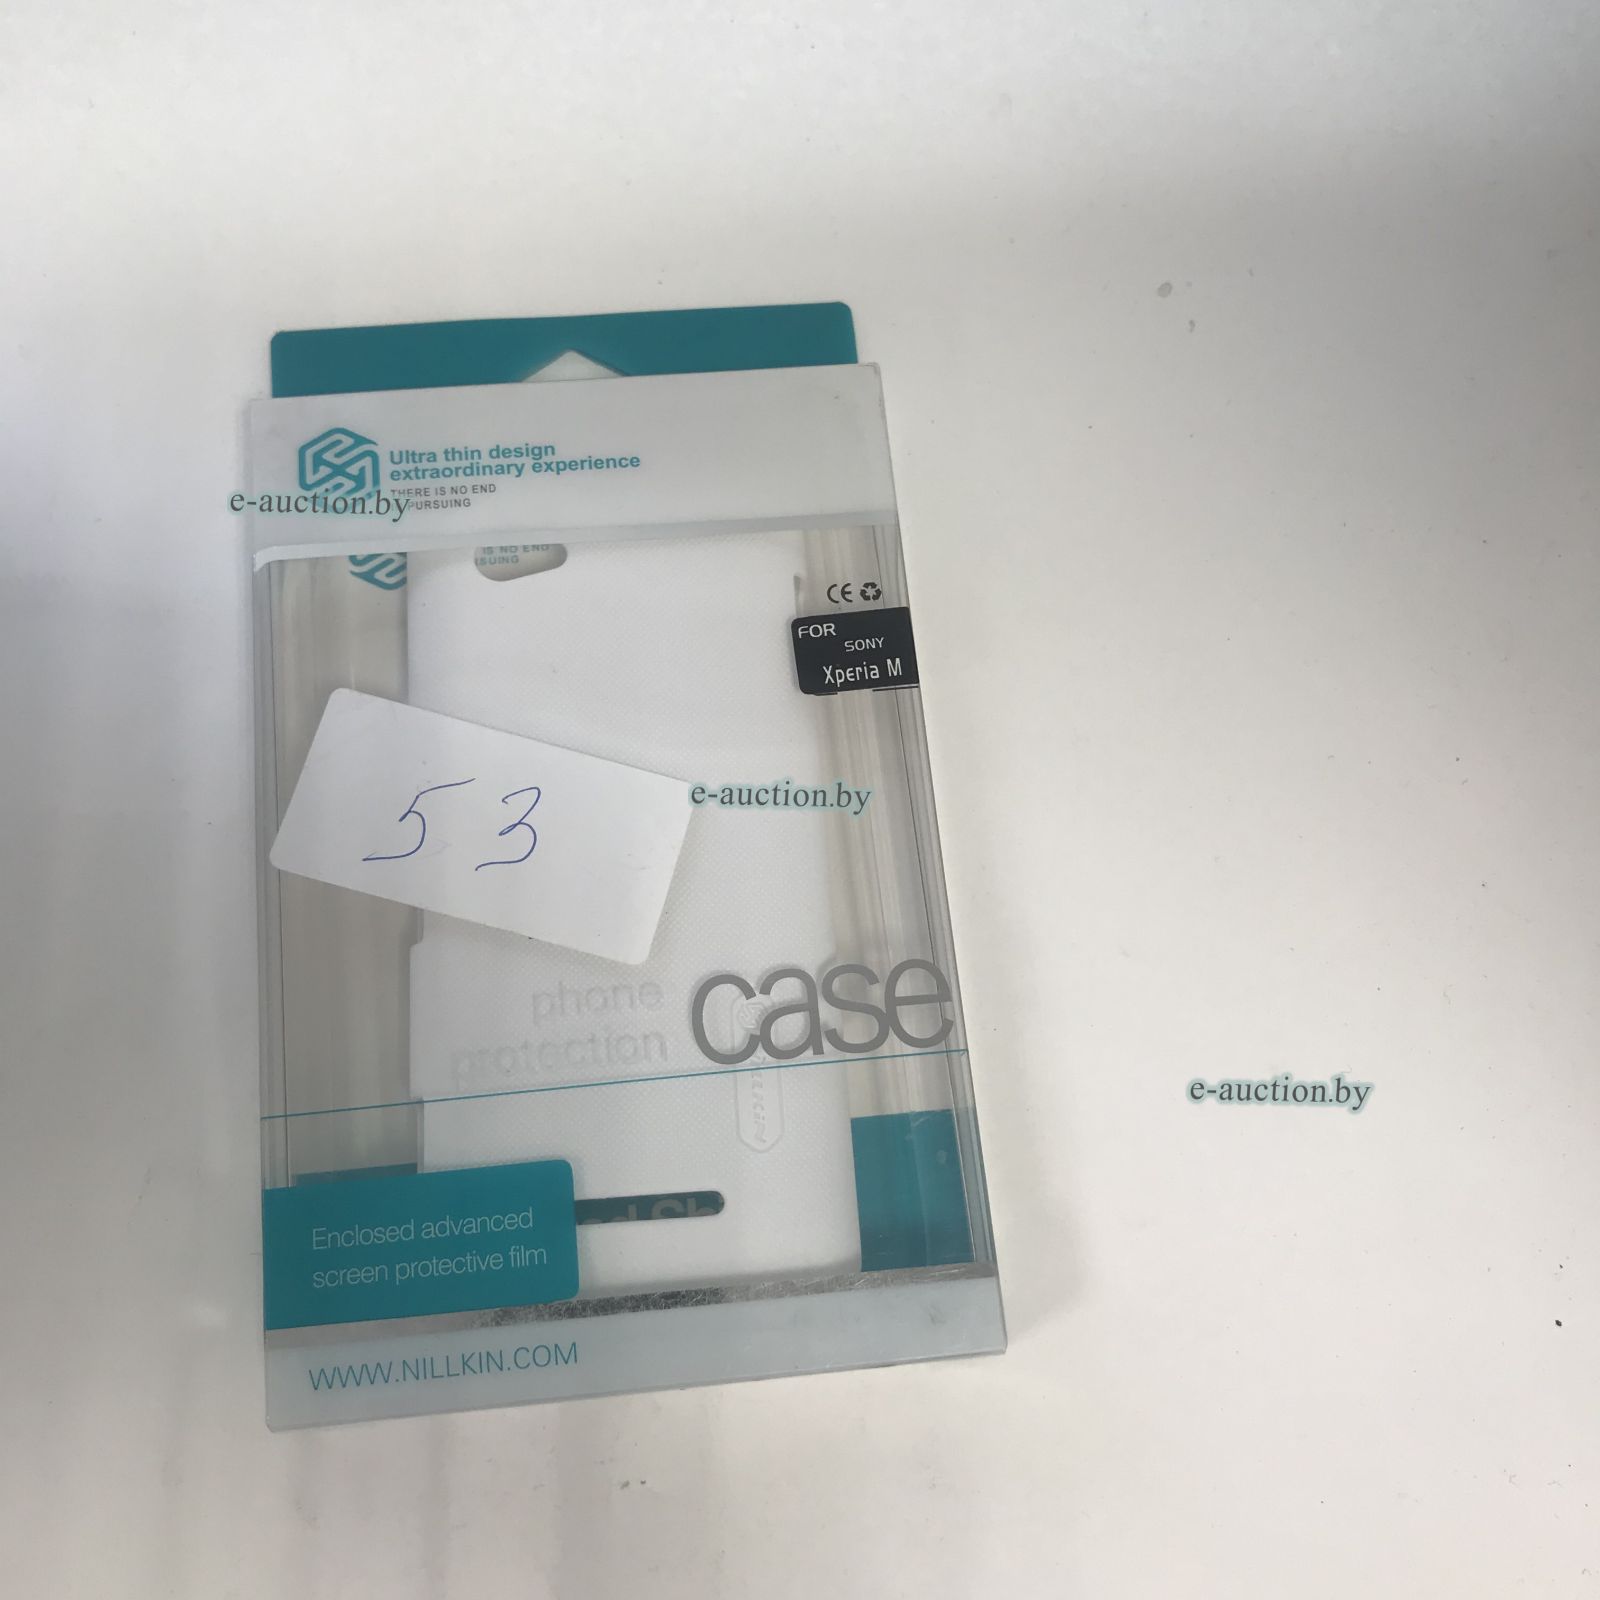 Ultra thin design
extraordinary experience
THERE IS NO END
PURSUING
e-auction.by
IS NO END
SUING
CE
FOR
SONY
Xperia M
e-auction.by
53
phone
protection
case
NILLKIN
e-auction.by
Enclosed advanced
screen protective film
WWW.NILLKIN.COM